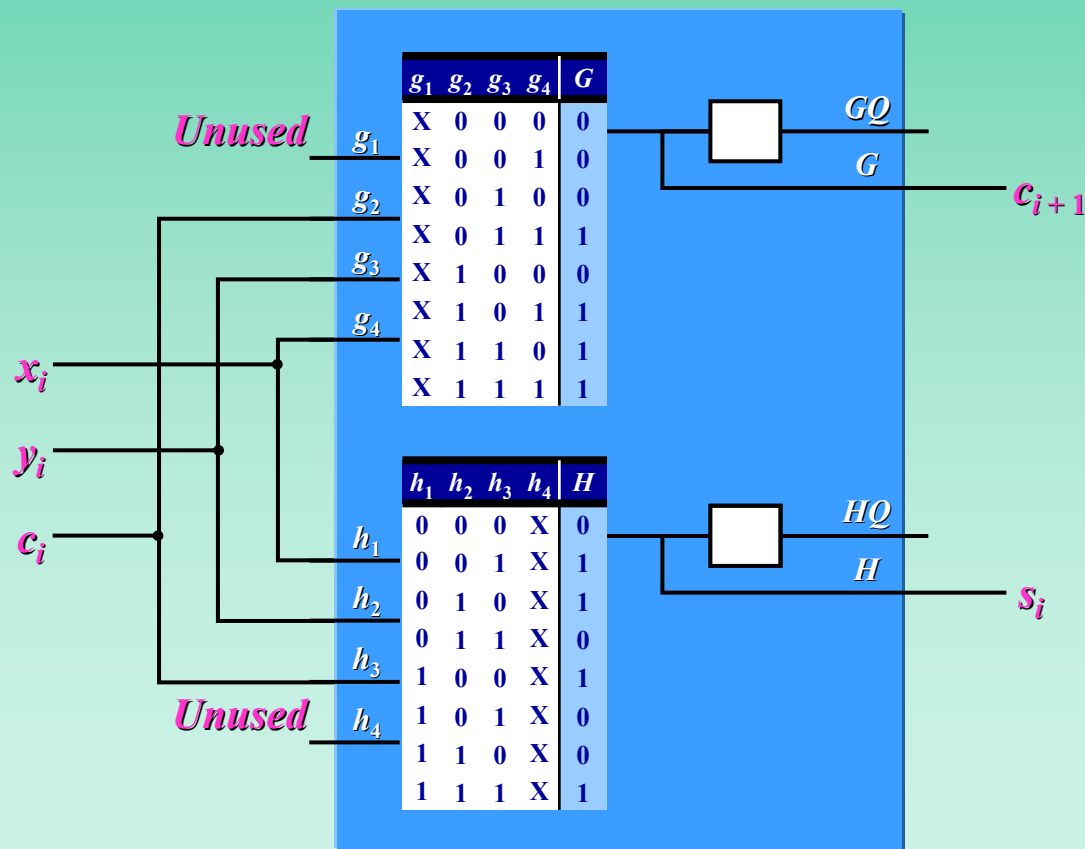 g₁ g₂ g₃ g₄ G
X 0 0 0 0
X 0 0 1 0
X 0 1 0 0
X 0 1 1 1
X 1 0 0 0
X 1 0 1 1
X 1 1 0 1
X 1 1 1 1
Unused
g₁
g₂
g₃
g₄
GQ
G
cᵢ₊₁
xᵢ
yᵢ
cᵢ
h₁ h₂ h₃ h₄ H
0 0 0 X 0
0 0 1 X 1
0 1 0 X 1
0 1 1 X 0
1 0 0 X 1
1 0 1 X 0
1 1 0 X 0
1 1 1 X 1
h₁
h₂
h₃
Unused
h₄
HQ
H
sᵢ